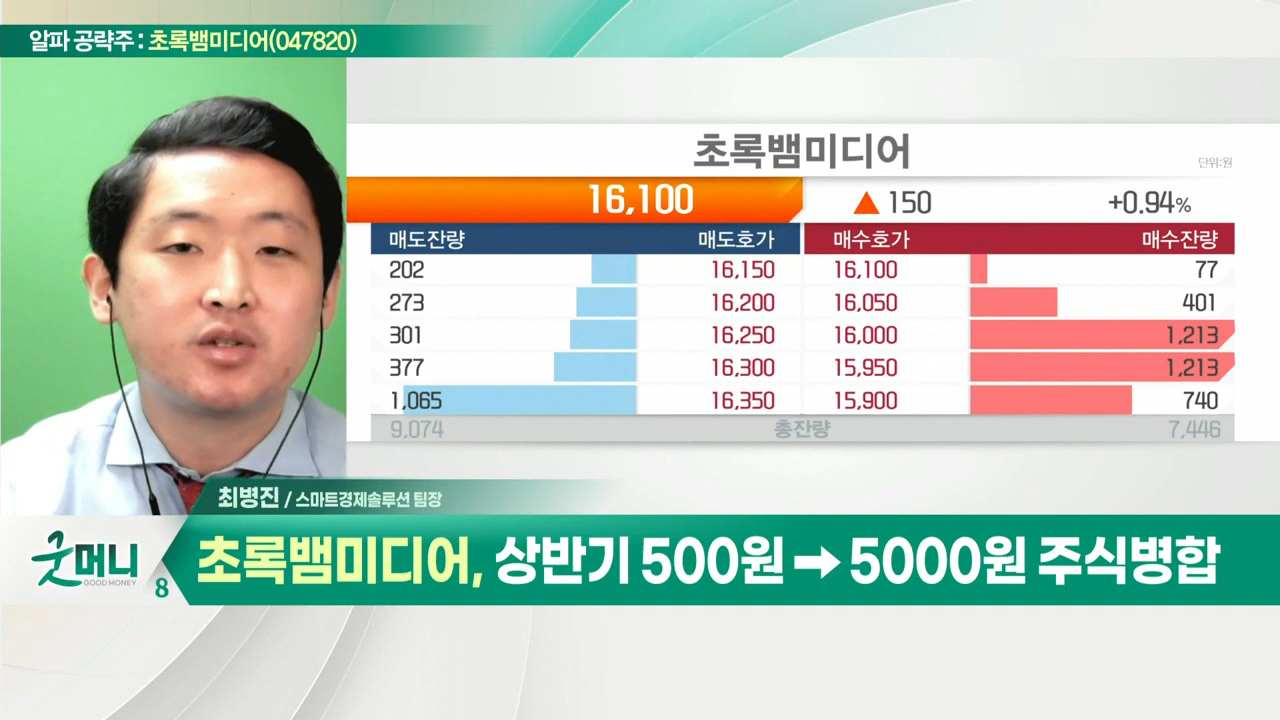 알파 공략주 : 초록뱀미디어(047820)
초록뱀미디어
단위:원
16,100 ▲ 150 +0.94%
매도잔량 매도호가 매수호가 매수잔량
202 16,150 16,100 77
273 16,200 16,050 401
301 16,250 16,000 1,213
377 16,300 15,950 1,213
1,065 16,350 15,900 740
9,074 총잔량 7,446
최병진 / 스마트경제솔루션 팀장
굿머니
GOOD MONEY
8
초록뱀미디어, 상반기 500원 ➡ 5000원 주식병합